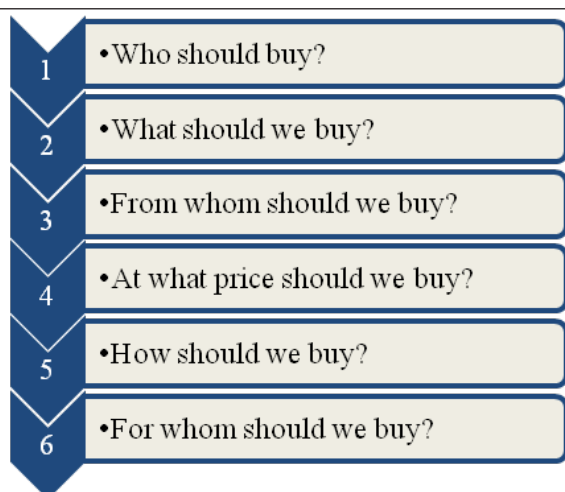 1 •Who should buy?
2 •What should we buy?
3 •From whom should we buy?
4 •At what price should we buy?
5 •How should we buy?
6 •For whom should we buy?